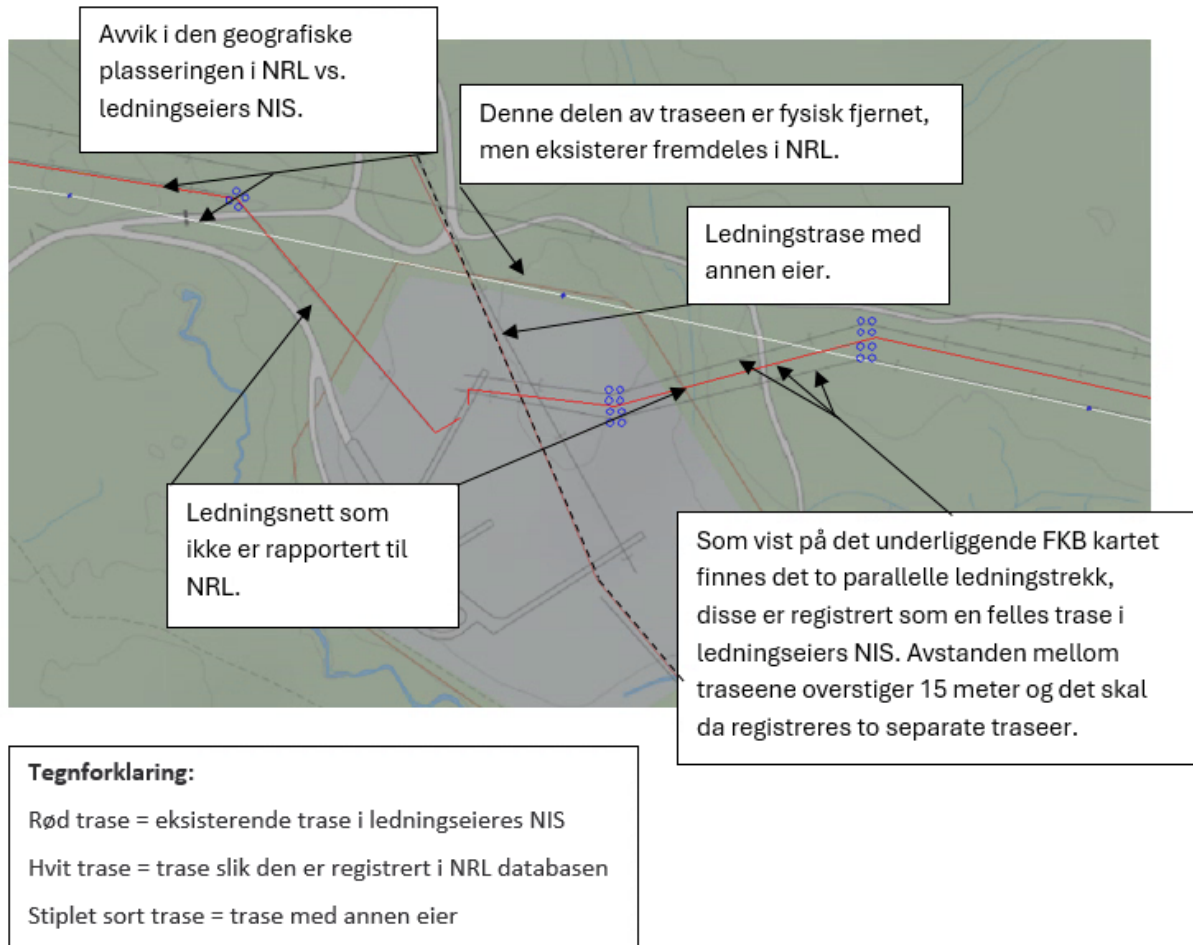 Avvik i den geografiske
plasseringen i NRL vs.
ledningseiers NIS.
Denne delen av traseen er fysisk fjernet,
men eksisterer fremdeles i NRL.
Ledningstrase med
annen eier.
Ledningsnett som
ikke er rapportert til
NRL.
Som vist på det underliggende FKB kartet
finnes det to parallelle ledningstrekk,
disse er registrert som en felles trase i
ledningseiers NIS. Avstanden mellom
traseene overstiger 15 meter og det skal
da registreres to separate traseer.
Tegnforklaring:
Rød trase = eksisterende trase i ledningseieres NIS
Hvit trase = trase slik den er registrert i NRL databasen
Stiplet sort trase = trase med annen eier